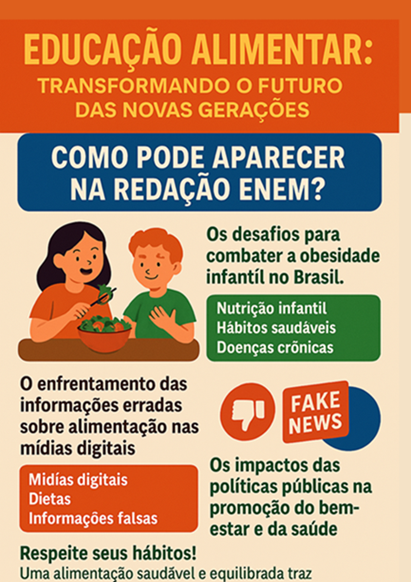 EDUCAÇÃO ALIMENTAR:
TRANSFORMANDO O FUTURO
DAS NOVAS GERAÇÕES
COMO PODE APARECER
NA REDAÇÃO ENEM?
Os desafios para
combater a obesidade
infantíl no Brasil.
Nutrição infantil
Hábitos saudáveis
Doenças crōnicas
O enfrentamento das
informações erradas
sobre alimentação nas
mídias digitais
FAKE
NEWS
Midías digitais
Dietas
Informações falsas
Os impactos das
políticas públicas na
promoção do bem-
estar e da saúde
Respeite seus hábitos!
Uma alimentação saudável e equilibrada traz